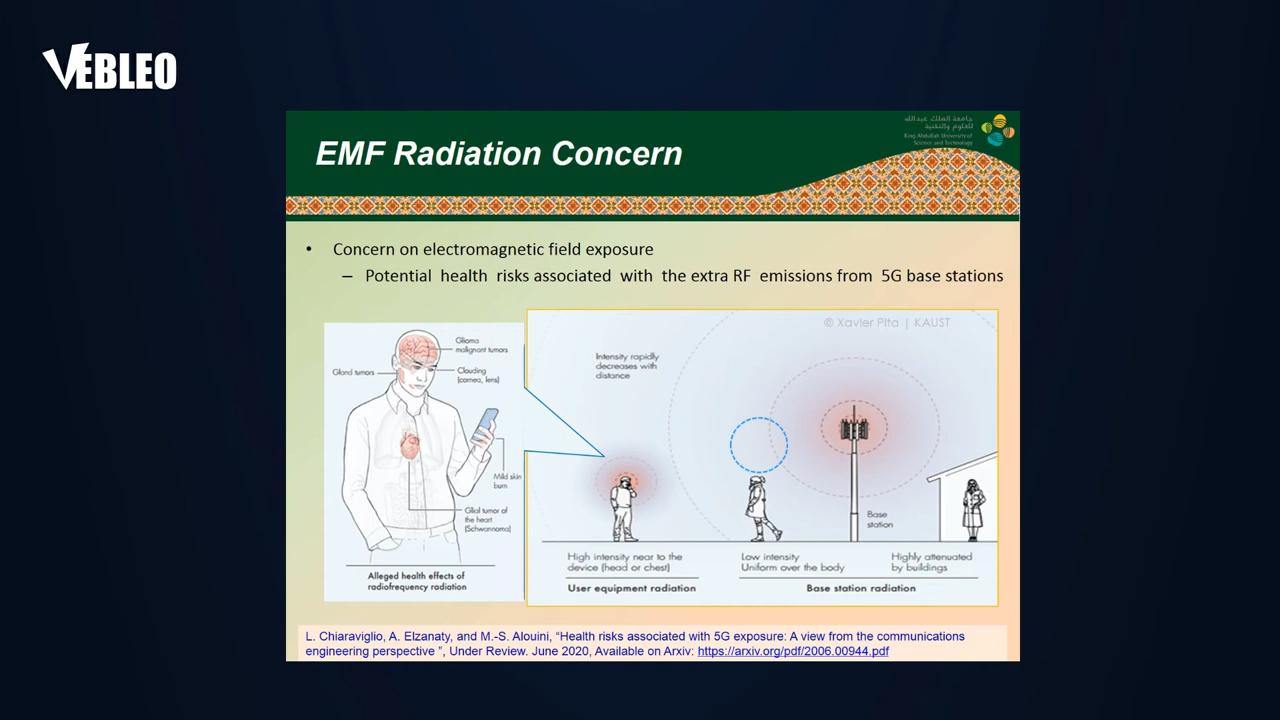 VEBLEO
جامعة الملك عبدالله
للعلوم والتقنية
King Abdullah University of
Science and Technology
EMF Radiation Concern
• Concern on electromagnetic field exposure
– Potential health risks associated with the extra RF emissions from 5G base stations
© Xavier Pita | KAUST
Glioma
malignant tumors
Gland tumors
Clouding
(cornea, lens)
Mild skin
burn
Glial tumor of
the heart
(Schwannoma)
Alleged health effects of
radiofrequency radiation
Intensity rapidly
decreases with
distance
Base
station
High intensity near to the
device (head or chest)
User equipment radiation
Low intensity
Uniform over the body
Highly attenuated
by buildings
Base station radiation
L. Chiaraviglio, A. Elzanaty, and M.-S. Alouini, “Health risks associated with 5G exposure: A view from the communications
engineering perspective ”, Under Review. June 2020, Available on Arxiv: https://arxiv.org/pdf/2006.00944.pdf